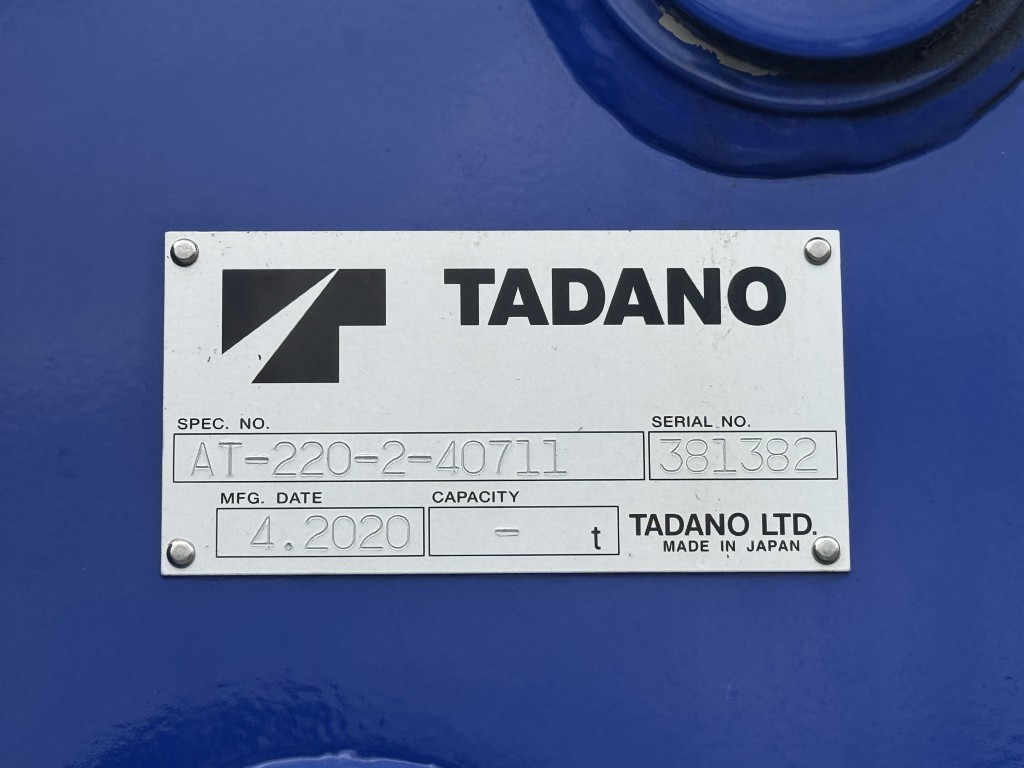 TADANO
SPEC. NO.
AT-220-2-40711
SERIAL NO.
381382
MFG. DATE
4.2020
CAPACITY
- t
TADANO LTD.
MADE IN JAPAN